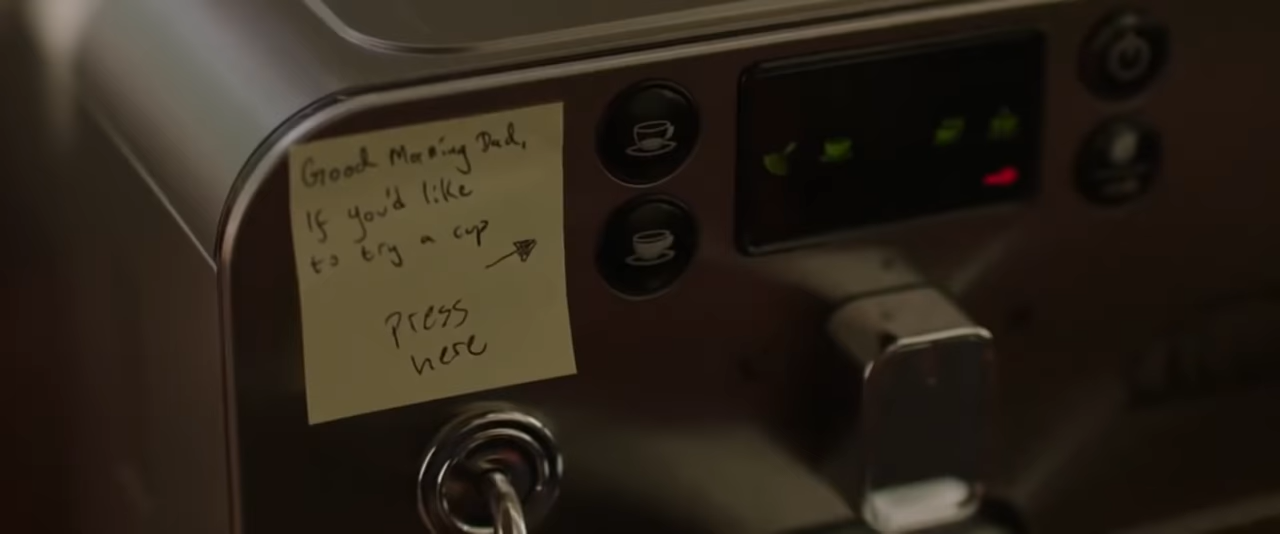 Good Morning Dad,
If you'd like
to try a cup
press
here